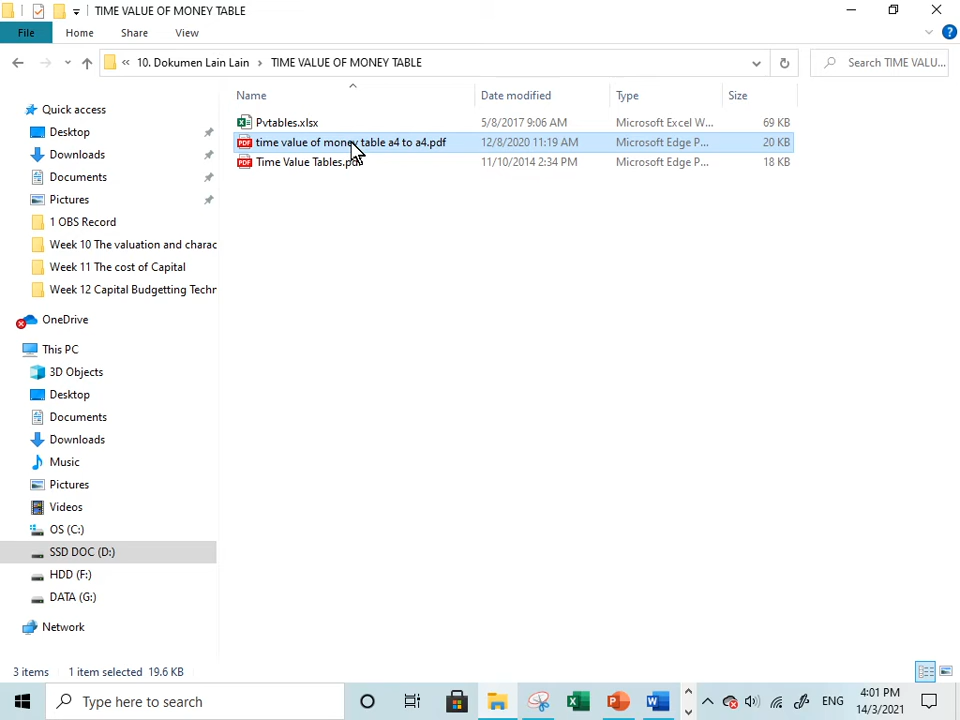 TIME VALUE OF MONEY TABLE
File Home Share View
« 10. Dokumen Lain Lain > TIME VALUE OF MONEY TABLE
Search TIME VALU...
Name Date modified Type Size
Pvtables.xlsx 5/8/2017 9:06 AM Microsoft Excel W... 69 KB
time value of money table a4 to a4.pdf 12/8/2020 11:19 AM Microsoft Edge P... 20 KB
Time Value Tables.pdf 11/10/2014 2:34 PM Microsoft Edge P... 18 KB
Quick access
Desktop
Downloads
Documents
Pictures
1 OBS Record
Week 10 The valuation and charac
Week 11 The cost of Capital
Week 12 Capital Budgetting Techr
OneDrive
This PC
3D Objects
Desktop
Documents
Downloads
Music
Pictures
Videos
OS (C:)
SSD DOC (D:)
HDD (F:)
DATA (G:)
Network
3 items 1 item selected 19.6 KB
Type here to search
ENG
4:01 PM
14/3/2021